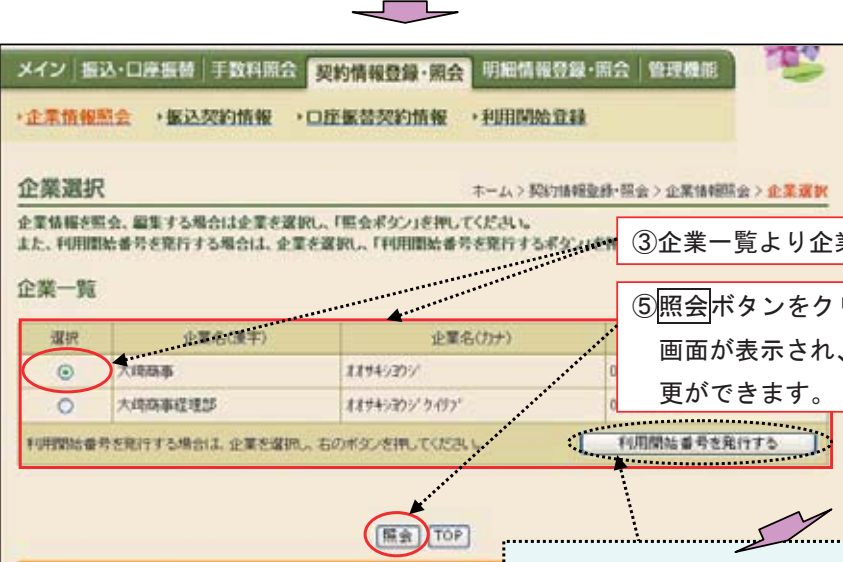 メイン 振込・口座振替 手数料照会 契約情報登録・照会 明細情報登録・照会 管理機能
・企業情報照会 ・振込契約情報 ・口座振替契約情報 ・利用開始登録
企業選択
ホーム > 契約情報登録・照会 > 企業情報照会 > 企業選択
企業情報を照会、編集する場合は企業を選択し、「照会ボタン」を押してください。
また、利用開始番号を発行する場合は、企業を選択し、「利用開始番号を発行するボタン」を
③企業一覧より企
企業一覧
⑤照会ボタンをク
画面が表示され、
更ができます。
選択 企業名(漢字) 企業名(カナ)
大崎商事 オオサキシヨウジ 0
大崎商事経理部 0
利用開始番号を発行する場合は、企業を選択し、右のボタンを押してください。 利用開始番号を発行する
照会 TOP